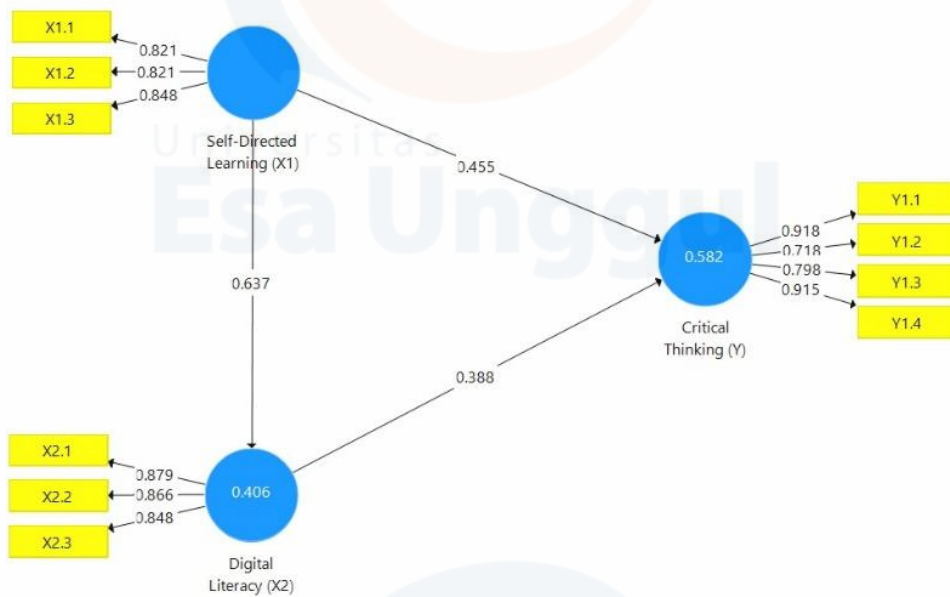 X1.1
X1.2
X1.3
0.821
0.821
0.848
Self-Directed
Learning (X1)
Universitas
Esa Unggul
0.455
0.637
0.582
Critical
Thinking (Y)
0.918
0.718
0.798
0.915
Y1.1
Y1.2
Y1.3
Y1.4
0.388
X2.1
X2.2
X2.3
0.879
0.866
0.848
0.406
Digital
Literacy (X2)